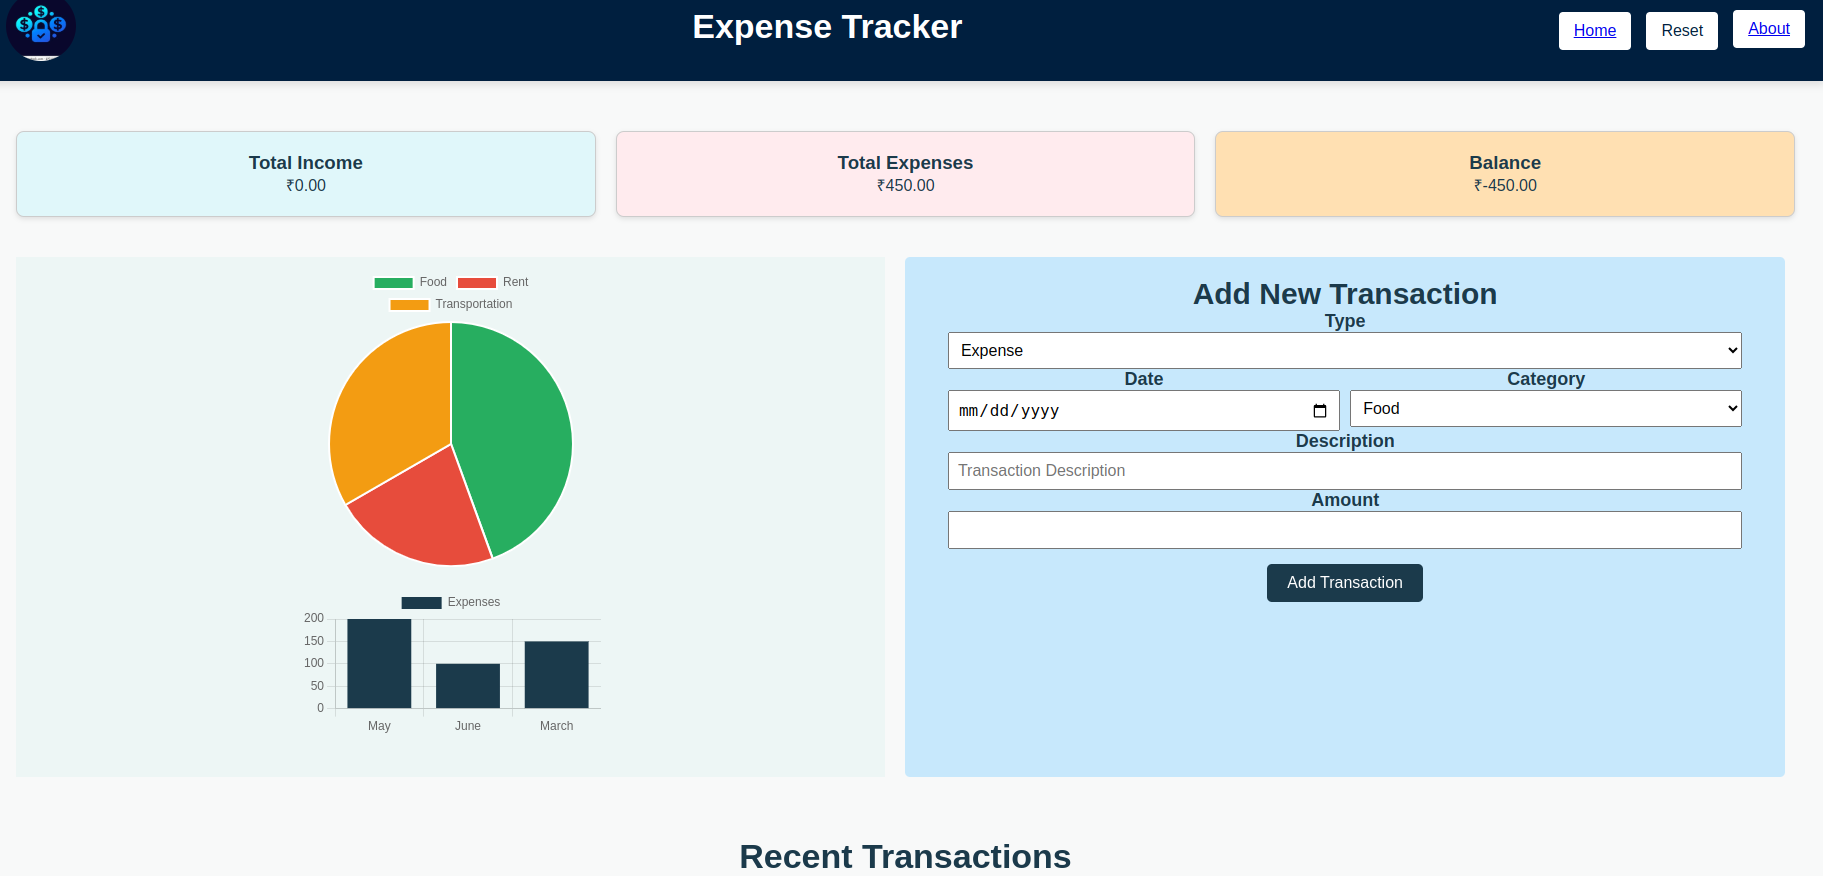 Expense Tracker
Home
Reset
About
Total Income
₹0.00
Total Expenses
₹450.00
Balance
₹-450.00
Food
Rent
Transportation
Expenses
200
150
100
50
0
May
June
March
Add New Transaction
Type
Expense
Date
Category
mm/dd/yyyy
Food
Description
Transaction Description
Amount
Add Transaction
Recent Transactions